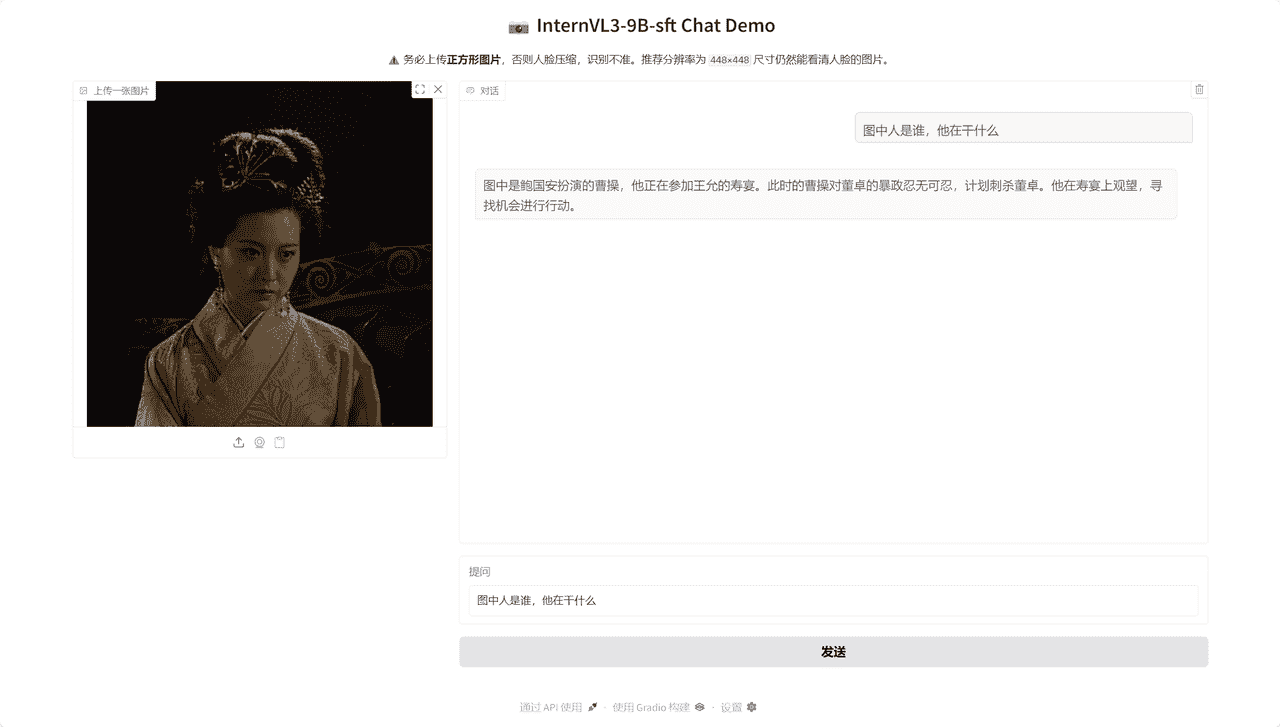 InternVL3-9B-sft Chat Demo
务必上传正方形图片，否则人脸压缩，识别不准。推荐分辨率为 448×448 尺寸仍然能看清人脸的图片。
上传一张图片
对话
图中人是谁，他在干什么
图中是鲍国安扮演的曹操，他正在参加王允的寿宴。此时的曹操对董卓的暴政忍无可忍，计划刺杀董卓。他在寿宴上观望，寻
找机会进行行动。
提问
图中人是谁，他在干什么
发送
通过 API 使用 · 使用 Gradio 构建 · 设置